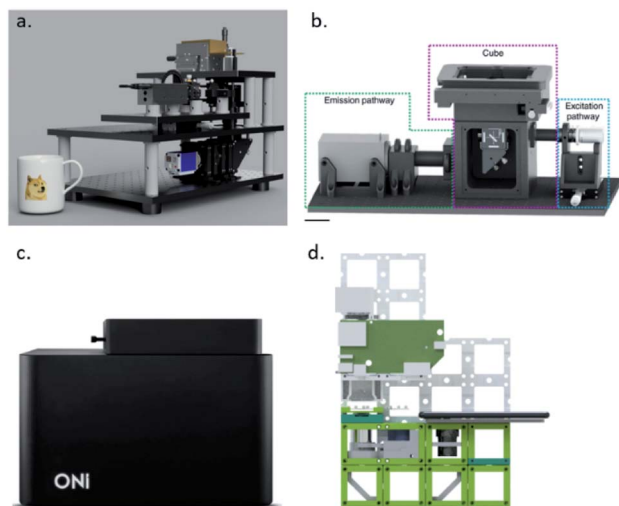 a.
b.
Cube
Emission pathway
Excitation
pathway
c.
d.
ONi